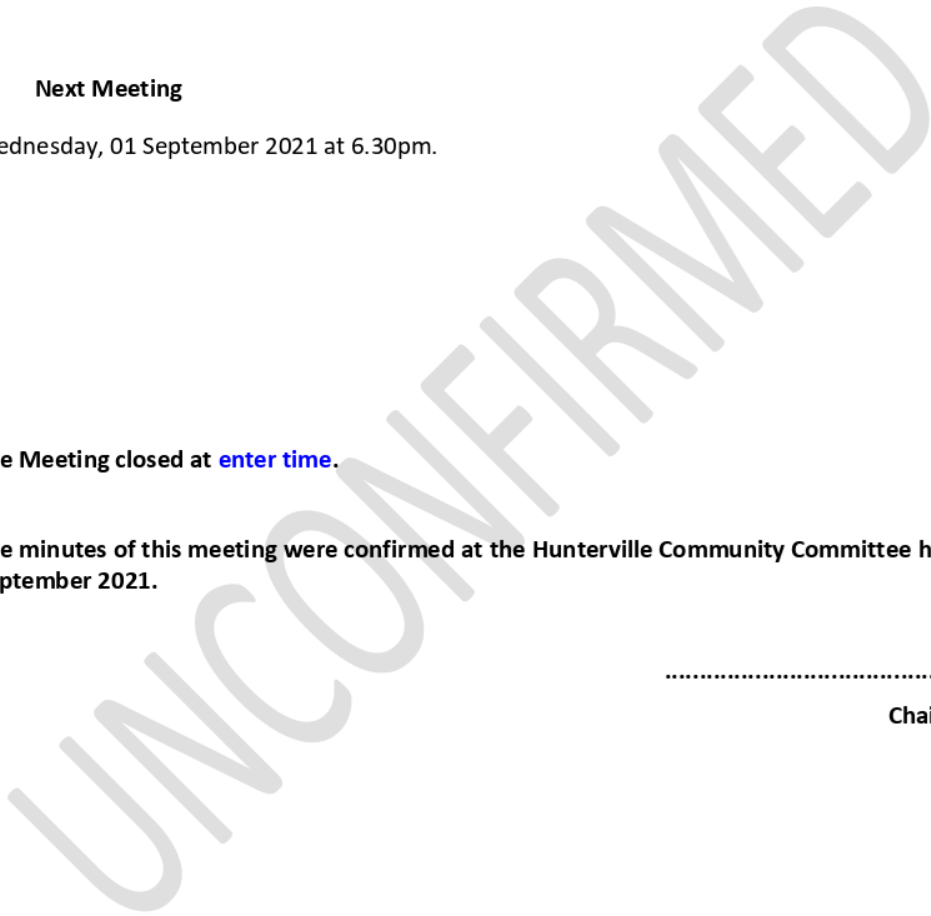 Next Meeting
ednesday, 01 September 2021 at 6.30pm.
e Meeting closed at enter time.
e minutes of this meeting were confirmed at the Hunterville Community Committee h
ptember 2021.
........................................
Chai
UNCONFIRMED